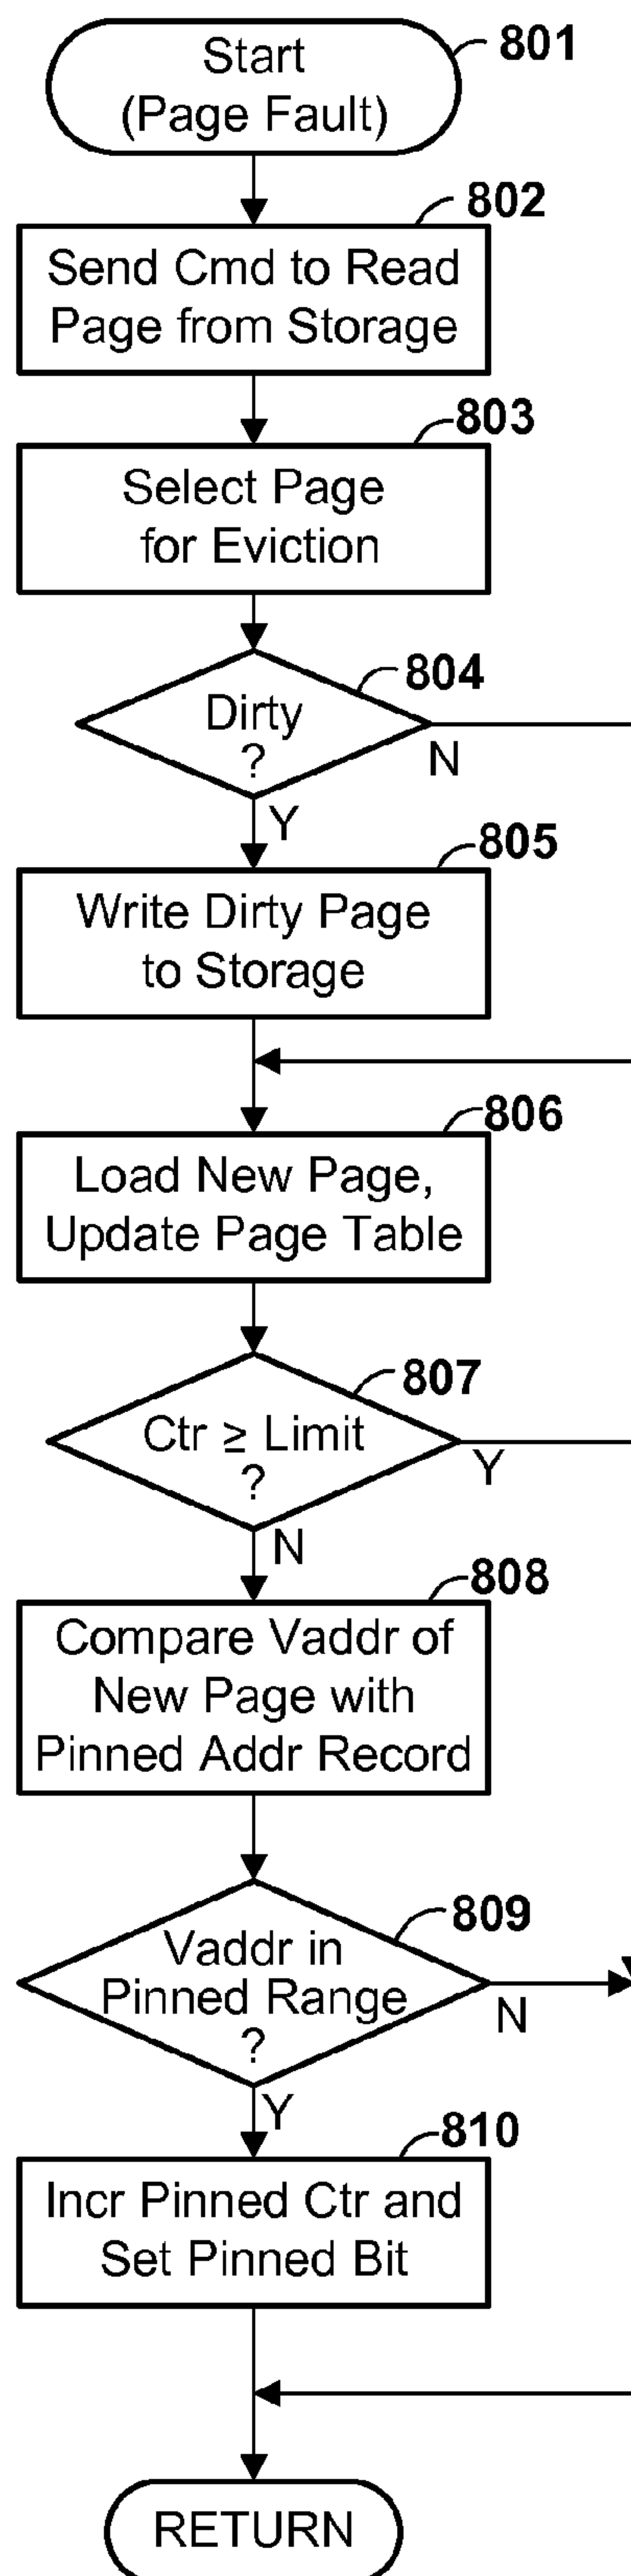 Start
(Page Fault)
801
802
Send Cmd to Read
Page from Storage
803
Select Page
for Eviction
804
Dirty
?
N
Y
805
Write Dirty Page
to Storage
806
Load New Page,
Update Page Table
807
Ctr ≥ Limit
?
Y
N
808
Compare Vaddr of
New Page with
Pinned Addr Record
809
Vaddr in
Pinned Range
?
N
Y
810
Incr Pinned Ctr and
Set Pinned Bit
RETURN